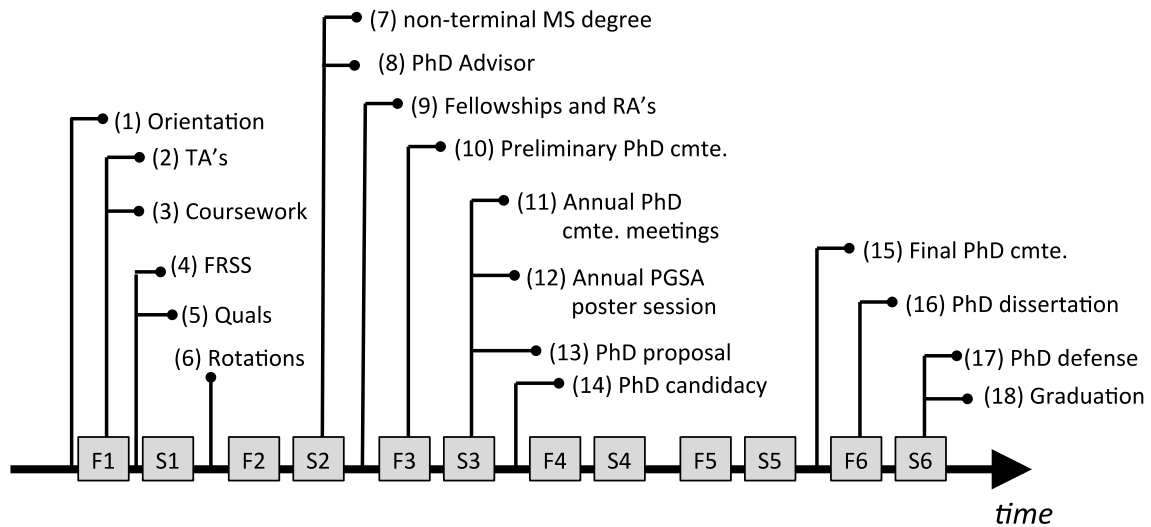 (7) non-terminal MS degree
(8) PhD Advisor
(9) Fellowships and RA's
(1) Orientation
(10) Preliminary PhD cmte.
(2) TA's
(11) Annual PhD
cmte. meetings
(3) Coursework
(15) Final PhD cmte.
(4) FRSS
(12) Annual PGSA
poster session
(16) PhD dissertation
(5) Quals
(6) Rotations
(13) PhD proposal
(17) PhD defense
(14) PhD candidacy
(18) Graduation
F1 S1 F2 S2 F3 S3 F4 S4 F5 S5 F6 S6
time